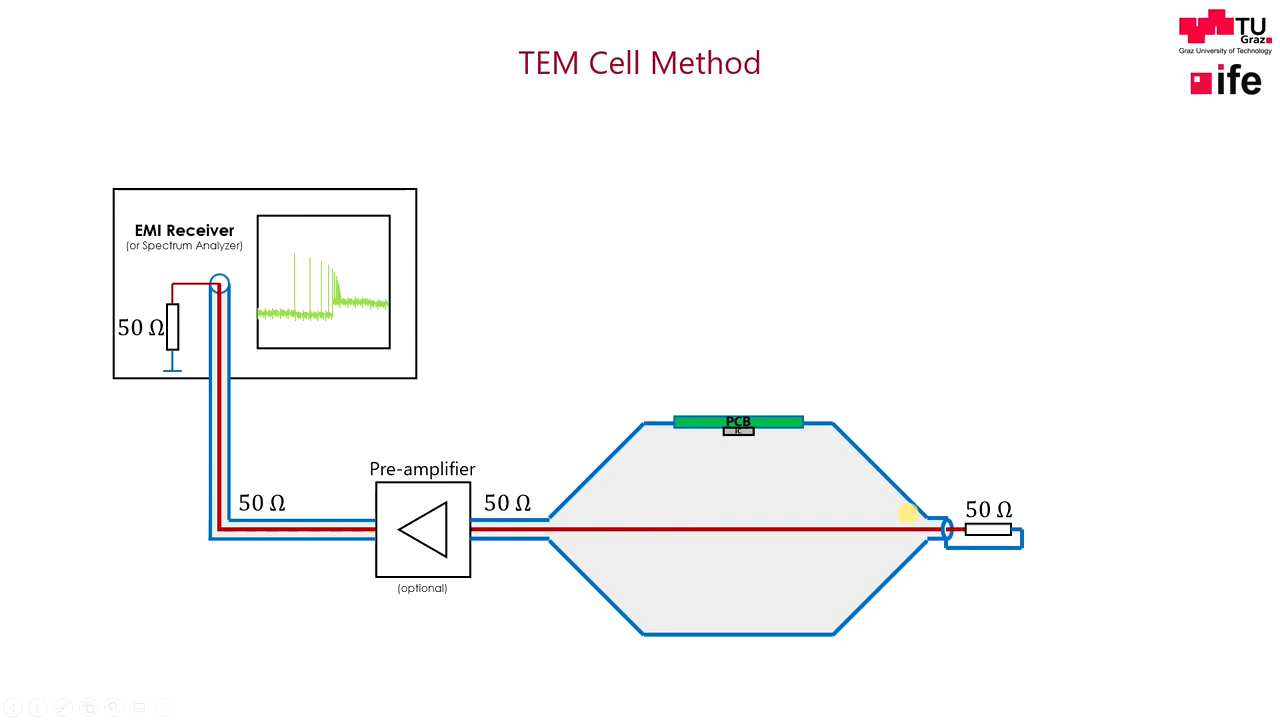 TU
Graz
Graz University of Technology
ife
TEM Cell Method
EMI Receiver
(or Spectrum Analyzer)
50 Ω
PCB
IC
Pre-amplifier
50 Ω
50 Ω
50 Ω
(optional)